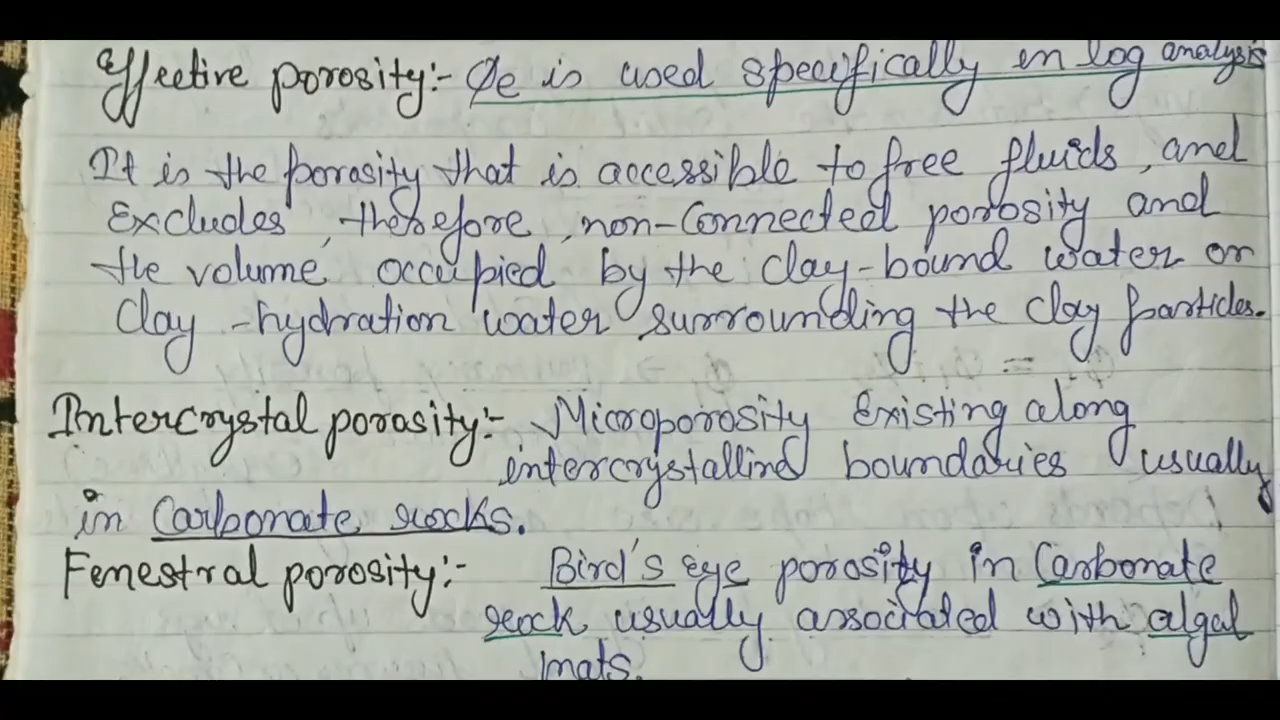 Effective porosity:- Øe is used specifically in log analysis
It is the porosity that is accessible to free fluids, and
Excludes, therefore, non-Connected porosity and
the volume occupied by the clay-bound water or
Clay-hydration water surrounding the clay particles.
Intercrystal porosity:- Microporosity Existing along
intercrystalline boundaries usually
in Carbonate rocks.
Fenestral porosity:- Bird's eye porosity in Carbonate
rock usually associated with algal
mats.